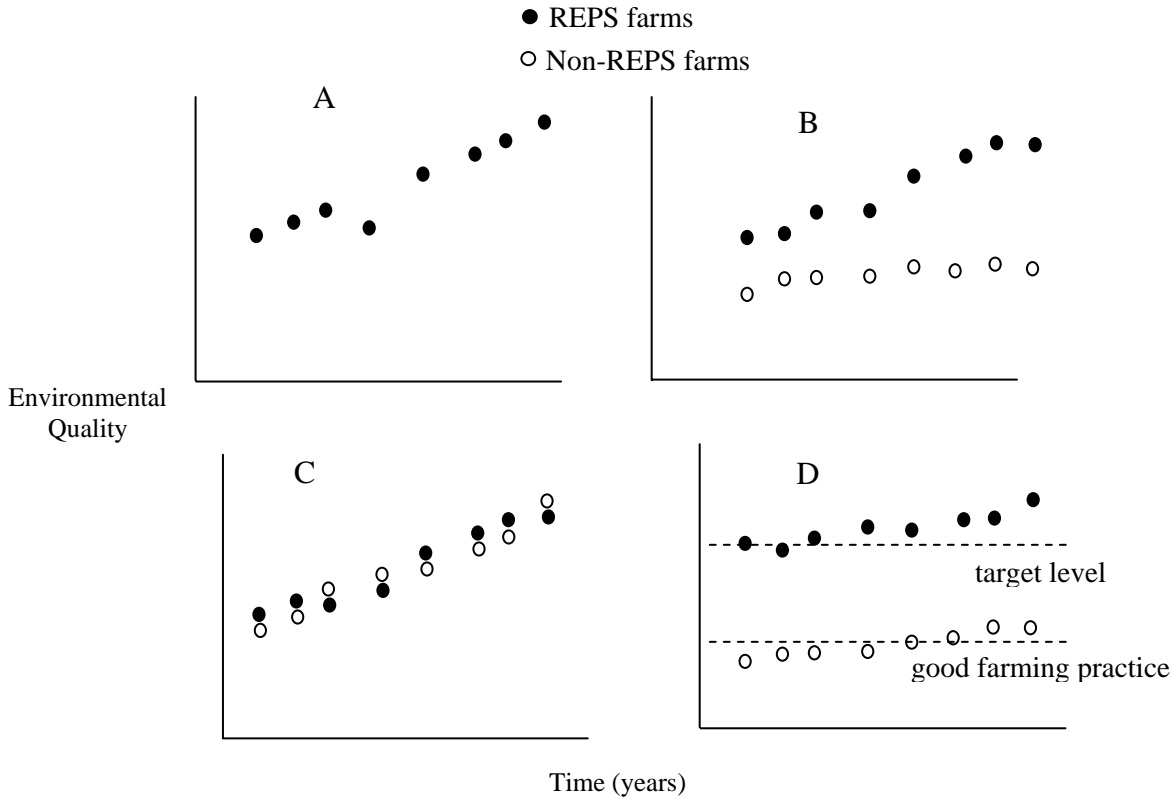 REPS farms
Non-REPS farms
A
B
Environmental
Quality
C
D
target level
good farming practice
Time (years)